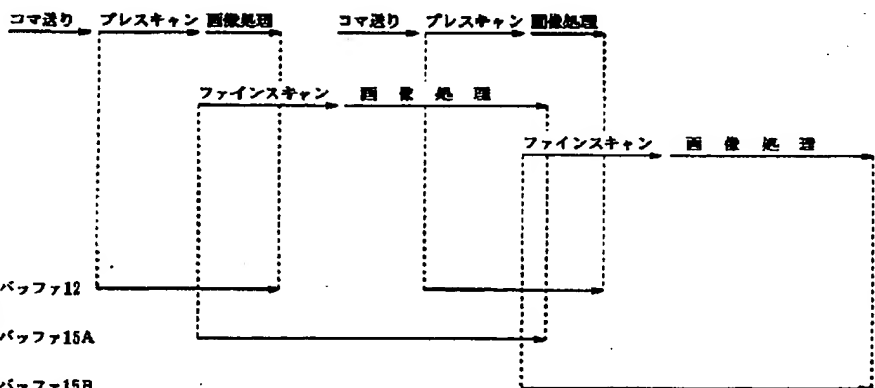 コマ送り プレスキャン 画像処理 コマ送り プレスキャン 画像処理
ファインスキャン 画像処理
ファインスキャン 画像処理
バッファ12
バッファ15A
バッファ15B